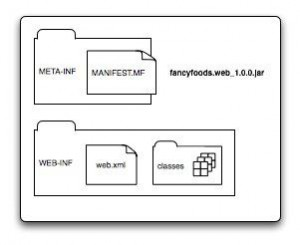 META-INF
MANIFEST.MF
fancyfoods.web_1.0.0.jar
WEB-INF
web.xml
classes